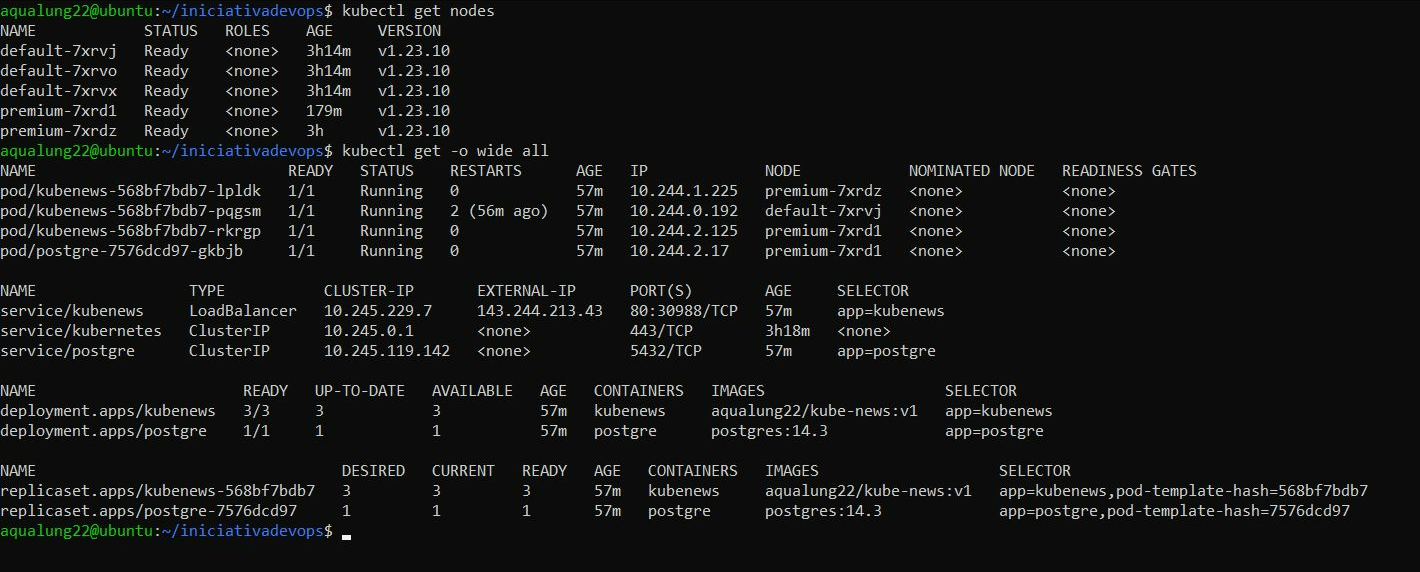 aqualung22@ubuntu:~/iniciativadevops$ kubectl get nodes
NAME            STATUS   ROLES    AGE     VERSION
default-7xrvj   Ready    <none>   3h14m   v1.23.10
default-7xrvo   Ready    <none>   3h14m   v1.23.10
default-7xrvx   Ready    <none>   3h14m   v1.23.10
premium-7xrd1   Ready    <none>   179m    v1.23.10
premium-7xrdz   Ready    <none>   3h      v1.23.10
aqualung22@ubuntu:~/iniciativadevops$ kubectl get -o wide all
NAME                            READY   STATUS    RESTARTS      AGE   IP             NODE            NOMINATED NODE   READINESS GATES
pod/kubenews-568bf7bdb7-lpldk   1/1     Running   0             57m   10.244.1.225   premium-7xrdz   <none>           <none>
pod/kubenews-568bf7bdb7-pqgsm   1/1     Running   2 (56m ago)   57m   10.244.0.192   default-7xrvj   <none>           <none>
pod/kubenews-568bf7bdb7-rkrgp   1/1     Running   0             57m   10.244.2.125   premium-7xrd1   <none>           <none>
pod/postgre-7576dcd97-gkbjb     1/1     Running   0             57m   10.244.2.17    premium-7xrd1   <none>           <none>
NAME                 TYPE           CLUSTER-IP       EXTERNAL-IP      PORT(S)        AGE     SELECTOR
service/kubenews     LoadBalancer   10.245.229.7     143.244.213.43   80:30988/TCP   57m     app=kubenews
service/kubernetes   ClusterIP      10.245.0.1       <none>           443/TCP        3h18m   <none>
service/postgre      ClusterIP      10.245.119.142   <none>           5432/TCP       57m     app=postgre
NAME                       READY   UP-TO-DATE   AVAILABLE   AGE   CONTAINERS   IMAGES                    SELECTOR
deployment.apps/kubenews   3/3     3            3           57m   kubenews     aqualung22/kube-news:v1   app=kubenews
deployment.apps/postgre    1/1     1            1           57m   postgre      postgres:14.3             app=postgre
NAME                                  DESIRED   CURRENT   READY   AGE   CONTAINERS   IMAGES                    SELECTOR
replicaset.apps/kubenews-568bf7bdb7   3         3         3       57m   kubenews     aqualung22/kube-news:v1   app=kubenews,pod-template-hash=568bf7bdb7
replicaset.apps/postgre-7576dcd97     1         1         1       57m   postgre      postgres:14.3             app=postgre,pod-template-hash=7576dcd97
aqualung22@ubuntu:~/iniciativadevops$